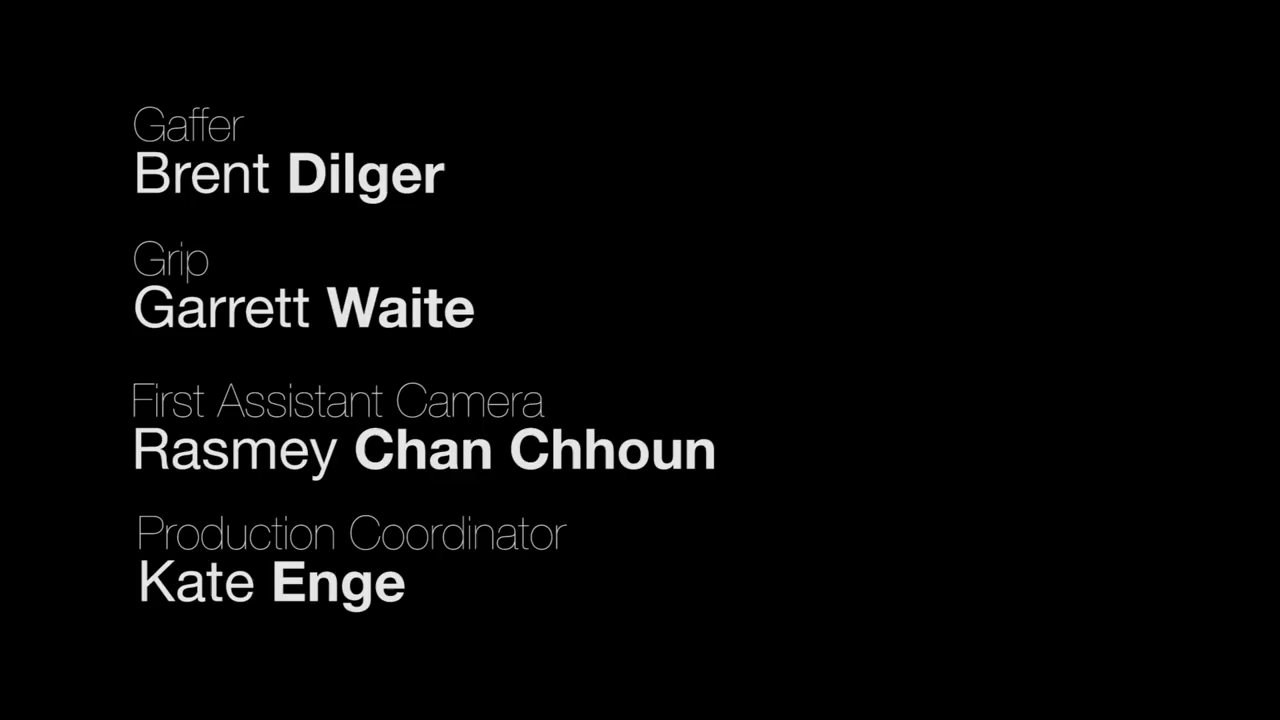 Gaffer
Brent Dilger
Grip
Garrett Waite
First Assistant Camera
Rasmey Chan Chhoun
Production Coordinator
Kate Enge